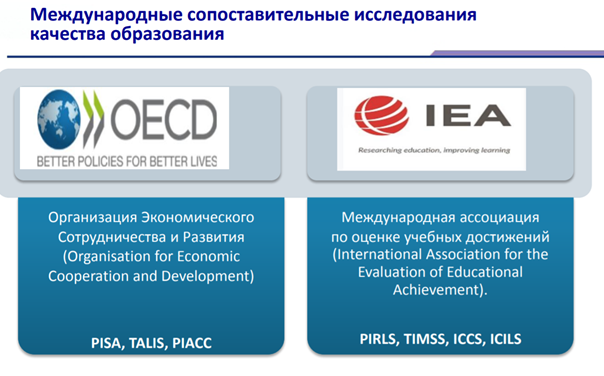 Международные сопоставительные исследования
качества образования
OECD
BETTER POLICIES FOR BETTER LIVES
IEA
Researching education, improving learning
Организация Экономического
Сотрудничества и Развития
(Organisation for Economic
Cooperation and Development)
PISA, TALIS, PIACC
Международная ассоциация
по оценке учебных достижений
(International Association for the
Evaluation of Educational
Achievement).
PIRLS, TIMSS, ICCS, ICILS